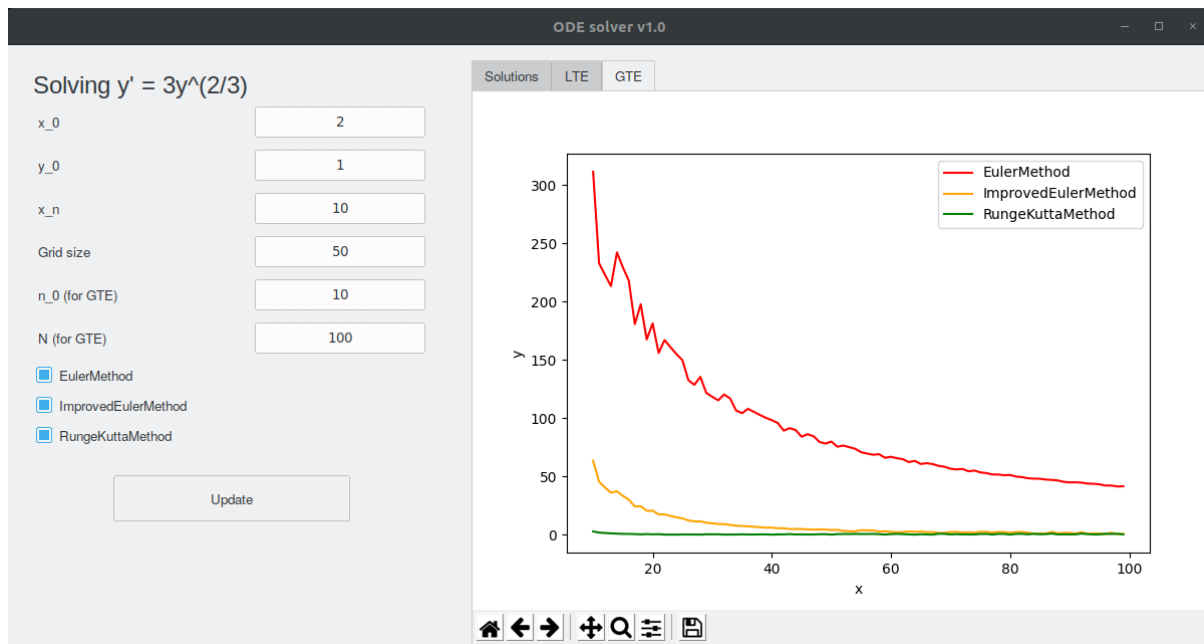 ODE solver v1.0
Solving y' = 3y^(2/3)
x_0 2
y_0 1
x_n 10
Grid size 50
n_0 (for GTE) 10
N (for GTE) 100
EulerMethod
ImprovedEulerMethod
RungeKuttaMethod
Update
Solutions LTE GTE
EulerMethod
ImprovedEulerMethod
RungeKuttaMethod
300
250
200
150
100
50
0
y
20 40 60 80 100
x